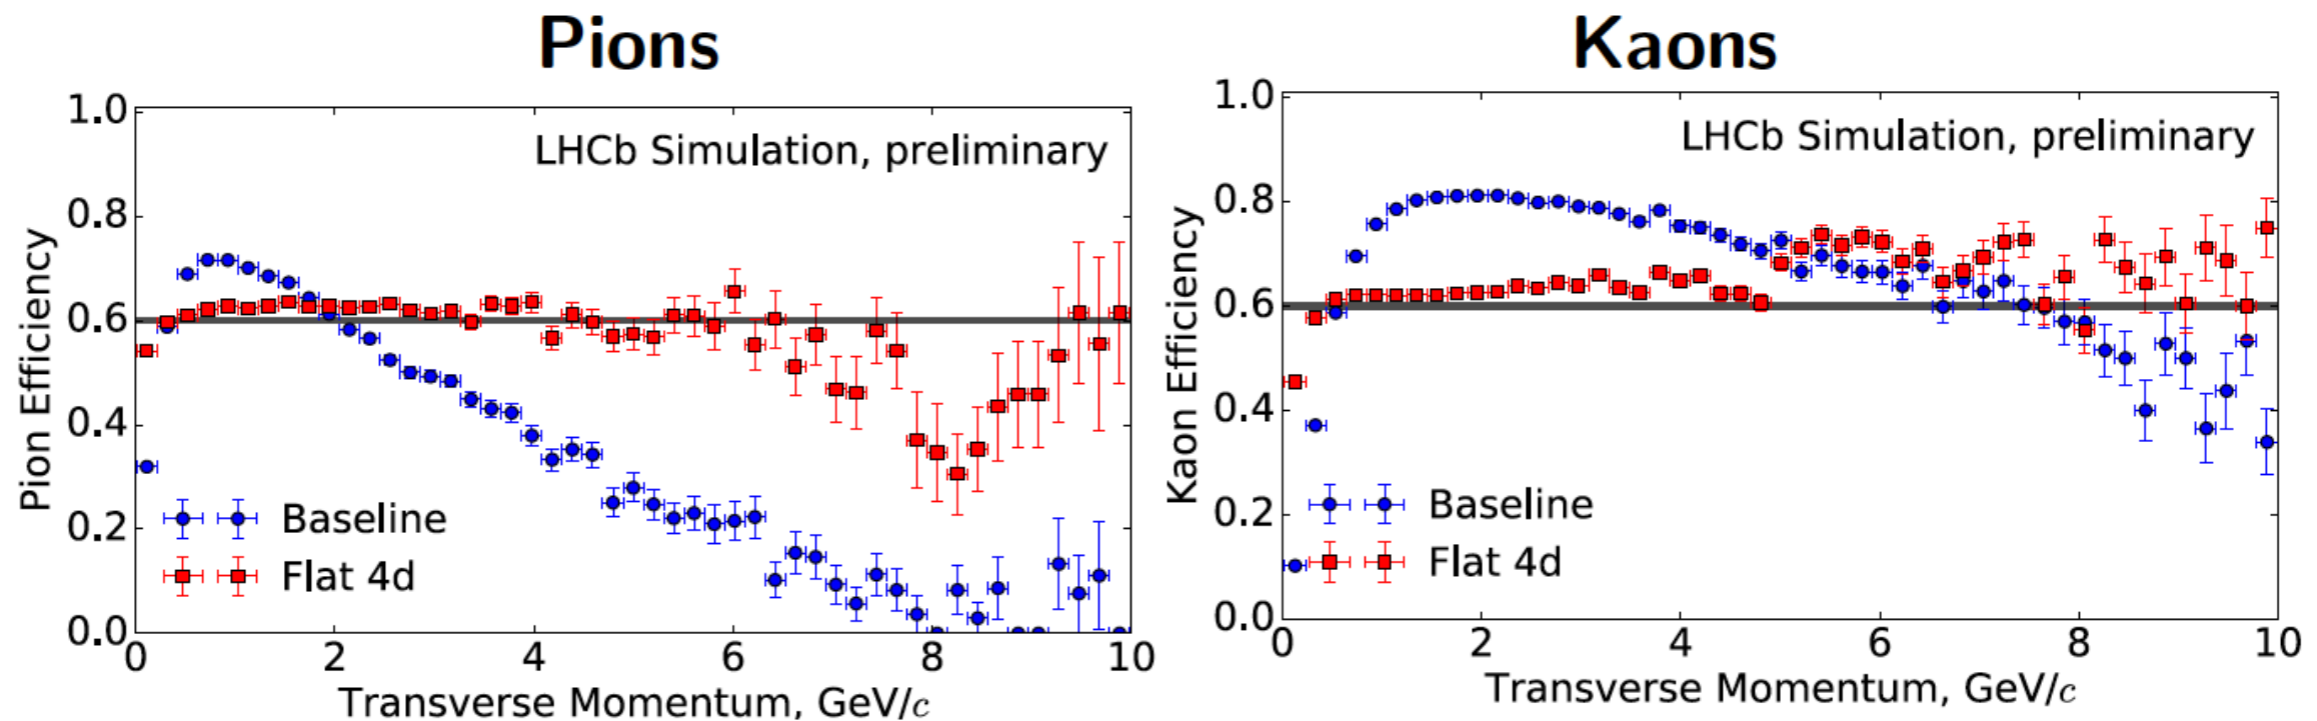 Pions
1.0
0.8
0.6
0.4
0.2
0.0
Pion Efficiency
LHCb Simulation, preliminary
Baseline
Flat 4d
0 2 4 6 8 10
Transverse Momentum, GeV/c
Kaons
1.0
0.8
0.6
0.4
0.2
0.0
Kaon Efficiency
LHCb Simulation, preliminary
Baseline
Flat 4d
0 2 4 6 8 10
Transverse Momentum, GeV/c